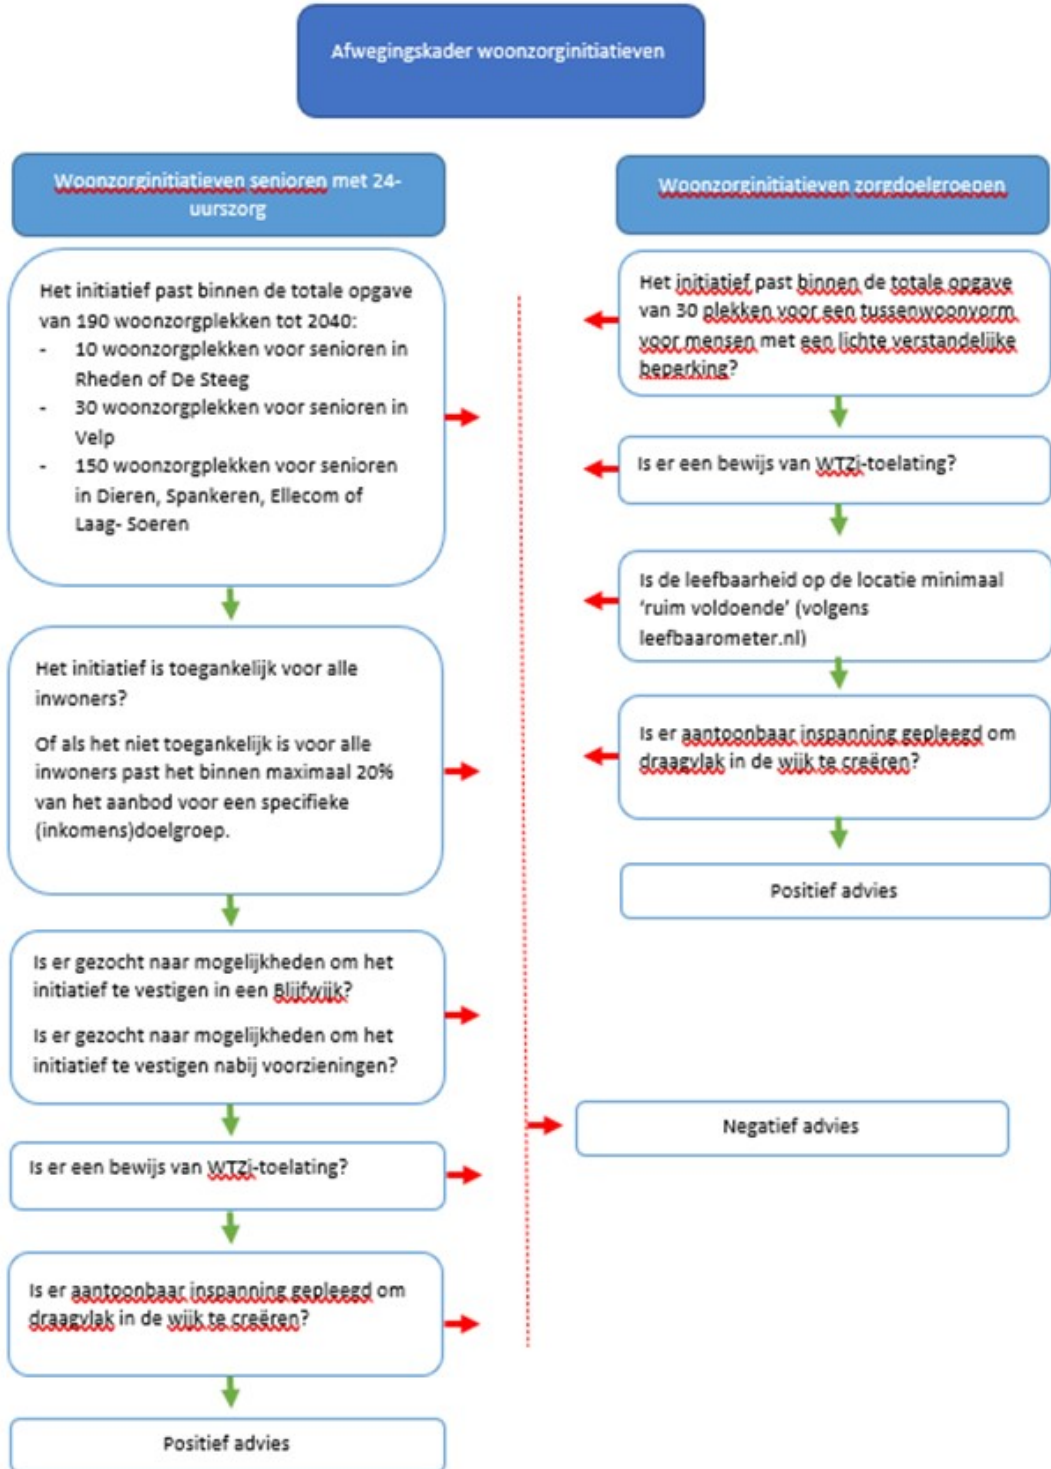 Afwegingskader woonzorginitiatieven
Woonzorginitiatieven senioren met 24-
uurszorg
Het initiatief past binnen de totale opgave
van 190 woonzorgplekken tot 2040:
- 10 woonzorgplekken voor senioren in
Rheden of De Steeg
- 30 woonzorgplekken voor senioren in
Velp
- 150 woonzorgplekken voor senioren
in Dieren, Spankeren, Ellecom of
Laag- Soeren
Het initiatief is toegankelijk voor alle
inwoners?
Of als het niet toegankelijk is voor alle
inwoners past het binnen maximaal 20%
van het aanbod voor een specifieke
(inkomens)doelgroep.
Is er gezocht naar mogelijkheden om het
initiatief te vestigen in een Blijfwijk?
Is er gezocht naar mogelijkheden om het
initiatief te vestigen nabij voorzieningen?
Is er een bewijs van WTZi-toelating?
Is er aantoonbaar inspanning gepleegd om
draagvlak in de wijk te creëren?
Positief advies
Woonzorginitiatieven zorgdoelgroepen
Het initiatief past binnen de totale opgave
van 30 plekken voor een tussenwoonvorm
voor mensen met een lichte verstandelijke
beperking?
Is er een bewijs van WTZi-toelating?
Is de leefbaarheid op de locatie minimaal
‘ruim voldoende’ (volgens
leefbaarometer.nl)
Is er aantoonbaar inspanning gepleegd om
draagvlak in de wijk te creëren?
Positief advies
Negatief advies